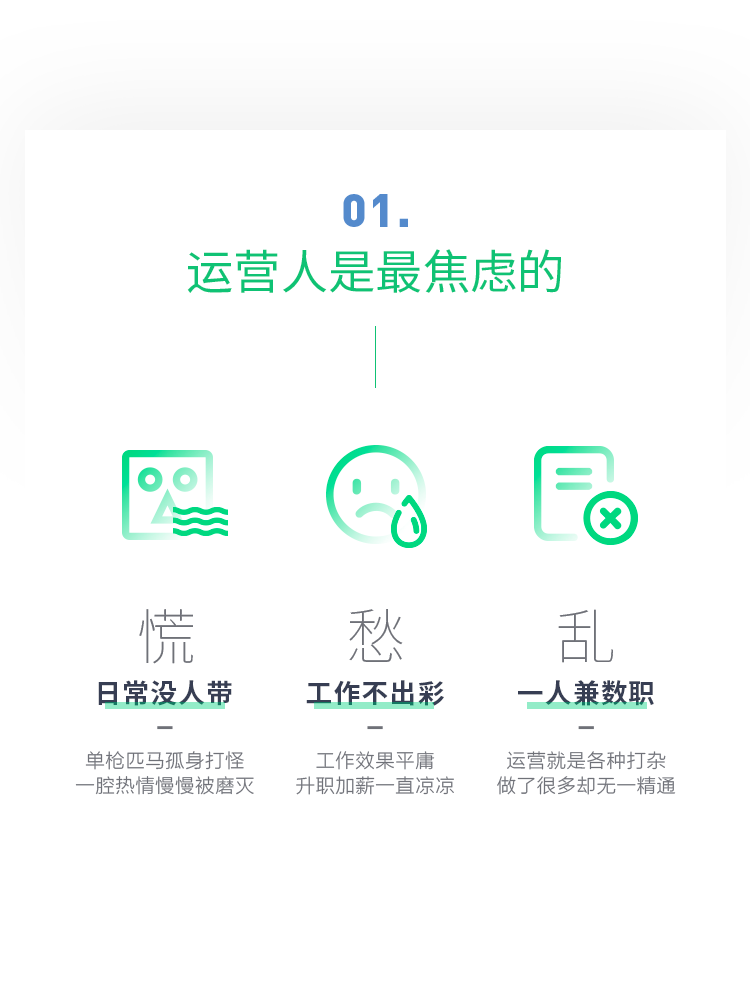 01.
运营人是最焦虑的
慌
日常没人带
单枪匹马孤身打怪
一腔热情慢慢被磨灭
愁
工作不出彩
工作效果平庸
升职加薪一直凉凉
乱
一人兼数职
运营就是各种打杂
做了很多却无一精通